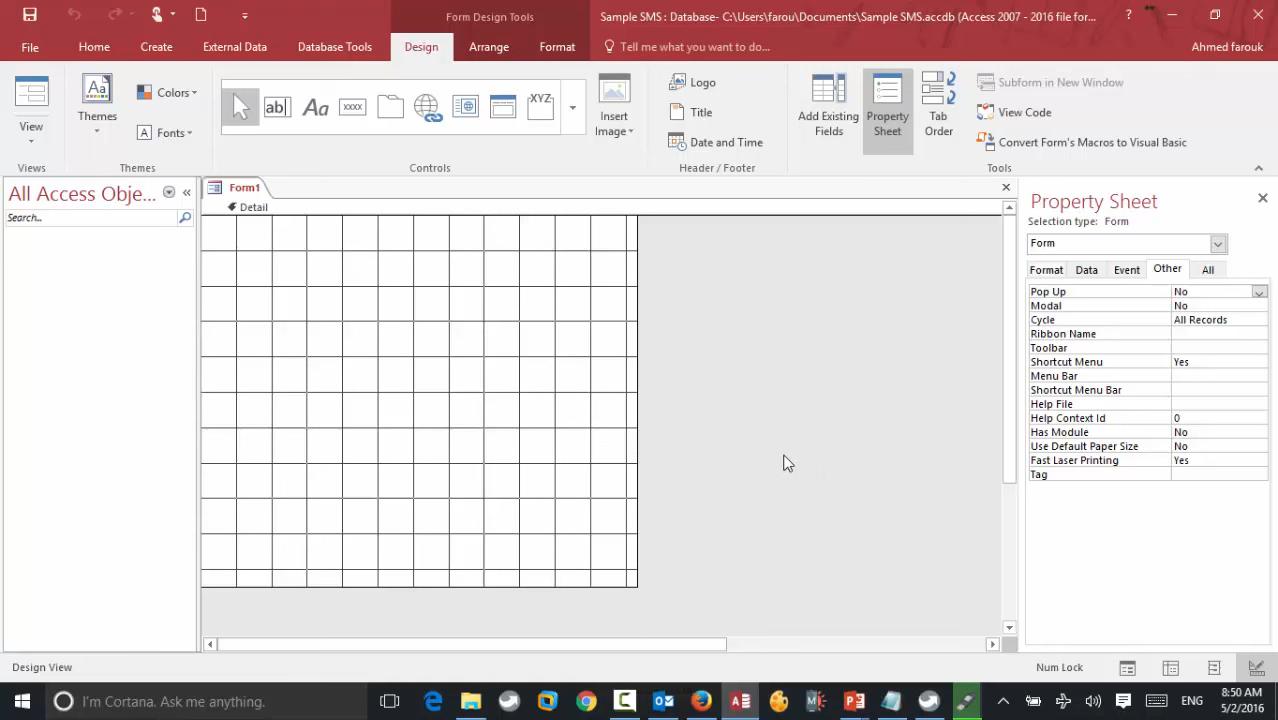 Form Design Tools
Sample SMS : Database- C:\Users\farou\Documents\Sample SMS.accdb (Access 2007 - 2016 file for...
?
File
Home
Create
External Data
Database Tools
Design
Arrange
Format
Tell me what you want to do...
Ahmed farouk
View
Views
Aa
Themes
Colors
A Fonts
Themes
ab|
Aa
xxxx
XYZ
Controls
Insert
Image
Logo
Title
Date and Time
Header / Footer
Add Existing
Fields
Property
Sheet
Tab
Order
Subform in New Window
View Code
Convert Form's Macros to Visual Basic
Tools
All Access Obje...
Search...
Form1
Detail
Property Sheet
Selection type: Form
Form
Format
Data
Event
Other
All
Pop Up No
Modal No
Cycle All Records
Ribbon Name
Toolbar
Shortcut Menu Yes
Menu Bar
Shortcut Menu Bar
Help File
Help Context Id 0
Has Module No
Use Default Paper Size No
Fast Laser Printing Yes
Tag
Design View
Num Lock
I'm Cortana. Ask me anything.
ENG
8:50 AM
5/2/2016